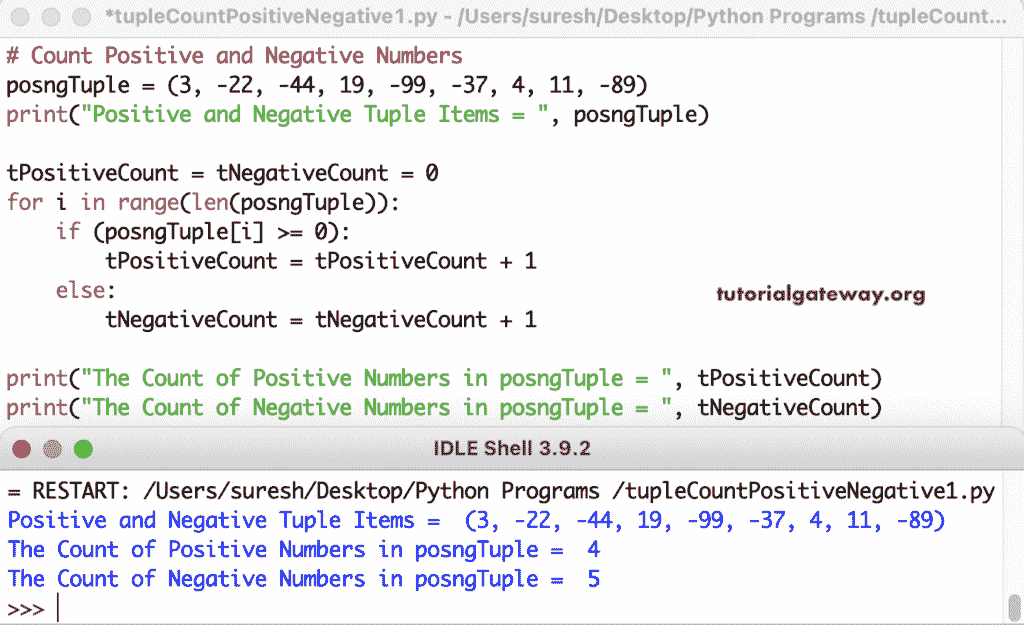 *tupleCountPositiveNegative1.py - /Users/suresh/Desktop/Python Programs /tupleCount...
# Count Positive and Negative Numbers
posngTuple = (3, -22, -44, 19, -99, -37, 4, 11, -89)
print("Positive and Negative Tuple Items = ", posngTuple)

tPositiveCount = tNegativeCount = 0
for i in range(len(posngTuple)):
    if (posngTuple[i] >= 0):
        tPositiveCount = tPositiveCount + 1
    else:
        tNegativeCount = tNegativeCount + 1
tutorialgateway.org

print("The Count of Positive Numbers in posngTuple = ", tPositiveCount)
print("The Count of Negative Numbers in posngTuple = ", tNegativeCount)
IDLE Shell 3.9.2
= RESTART: /Users/suresh/Desktop/Python Programs /tupleCountPositiveNegative1.py
Positive and Negative Tuple Items =  (3, -22, -44, 19, -99, -37, 4, 11, -89)
The Count of Positive Numbers in posngTuple =  4
The Count of Negative Numbers in posngTuple =  5
>>>